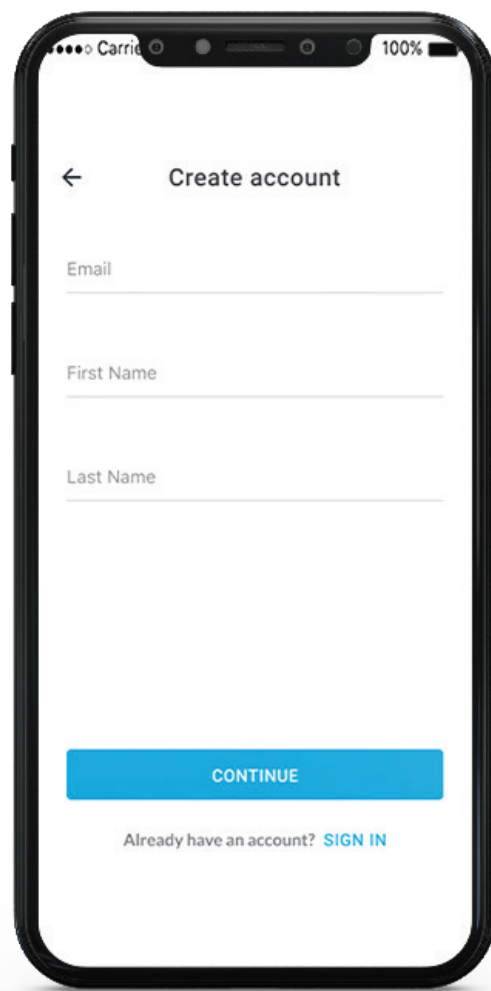 Carrie 100%
Create account
Email
First Name
Last Name
CONTINUE
Already have an account? SIGN IN